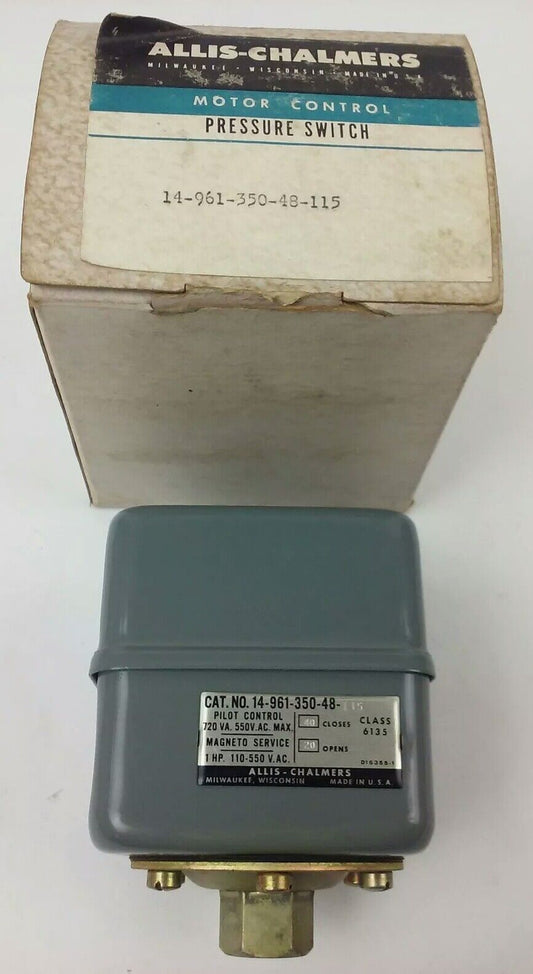 ALLIS-CHALMERS
MILWAUKEE - WISCONSIN - MADE IN U.S.A.
MOTOR CONTROL
PRESSURE SWITCH
14-961-350-48-115
CAT. NO. 14-961-350-48-115
PILOT CONTROL
720 VA. 550V.AC. MAX.
MAGNETO SERVICE
1 HP. 110-550 V.AC.
40 CLOSES
20 OPENS
CLASS
6135
ALLIS-CHALMERS
MILWAUKEE, WISCONSIN MADE IN U.S.A.